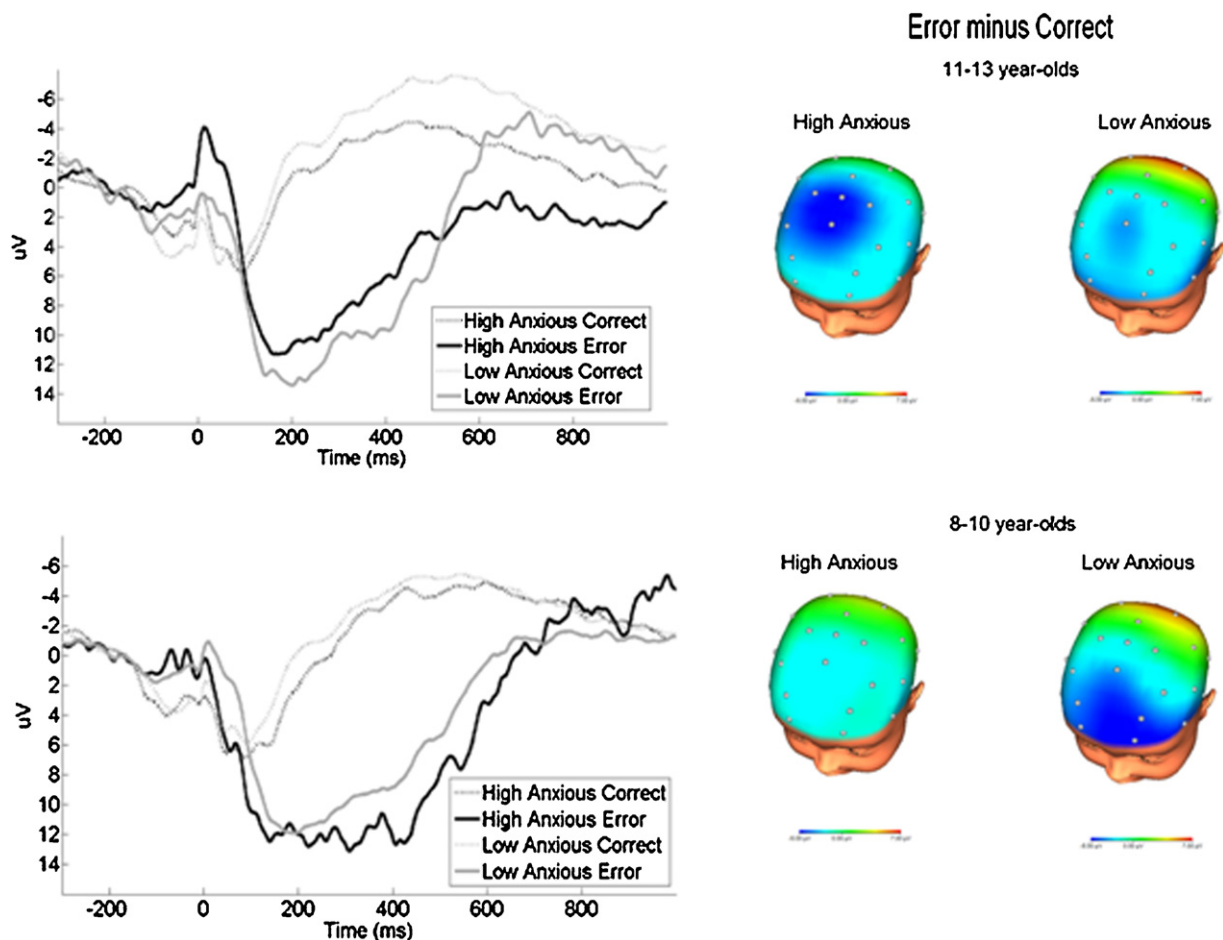 Error minus Correct
11-13 year-olds
High Anxious
Low Anxious
uV
-6
-4
-2
0
2
4
6
8
10
12
14
High Anxious Correct
High Anxious Error
Low Anxious Correct
Low Anxious Error
-200 0 200 400 600 800
Time (ms)
8-10 year-olds
High Anxious
Low Anxious
uV
-6
-4
-2
0
2
4
6
8
10
12
14
High Anxious Correct
High Anxious Error
Low Anxious Correct
Low Anxious Error
-200 0 200 400 600 800
Time (ms)